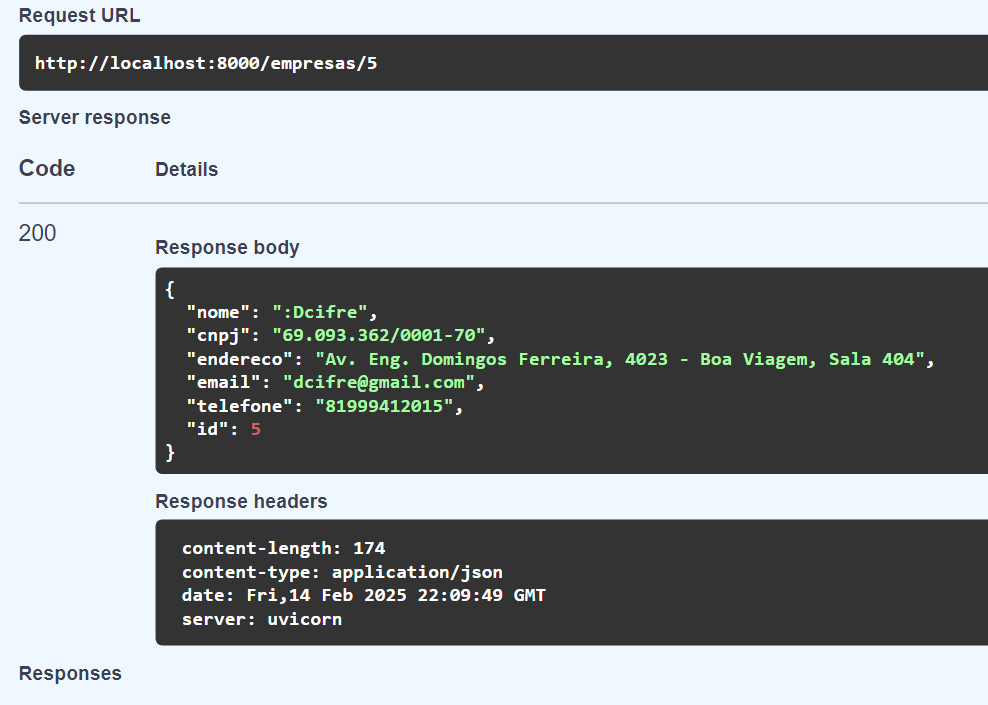 Request URL
http://localhost:8000/empresas/5
Server response
Code Details
200
Response body
{
"nome": ":Dcifre",
"cnpj": "69.093.362/0001-70",
"endereco": "Av. Eng. Domingos Ferreira, 4023 - Boa Viagem, Sala 404",
"email": "dcifre@gmail.com",
"telefone": "81999412015",
"id": 5
}
Response headers
content-length: 174
content-type: application/json
date: Fri,14 Feb 2025 22:09:49 GMT
server: uvicorn
Responses